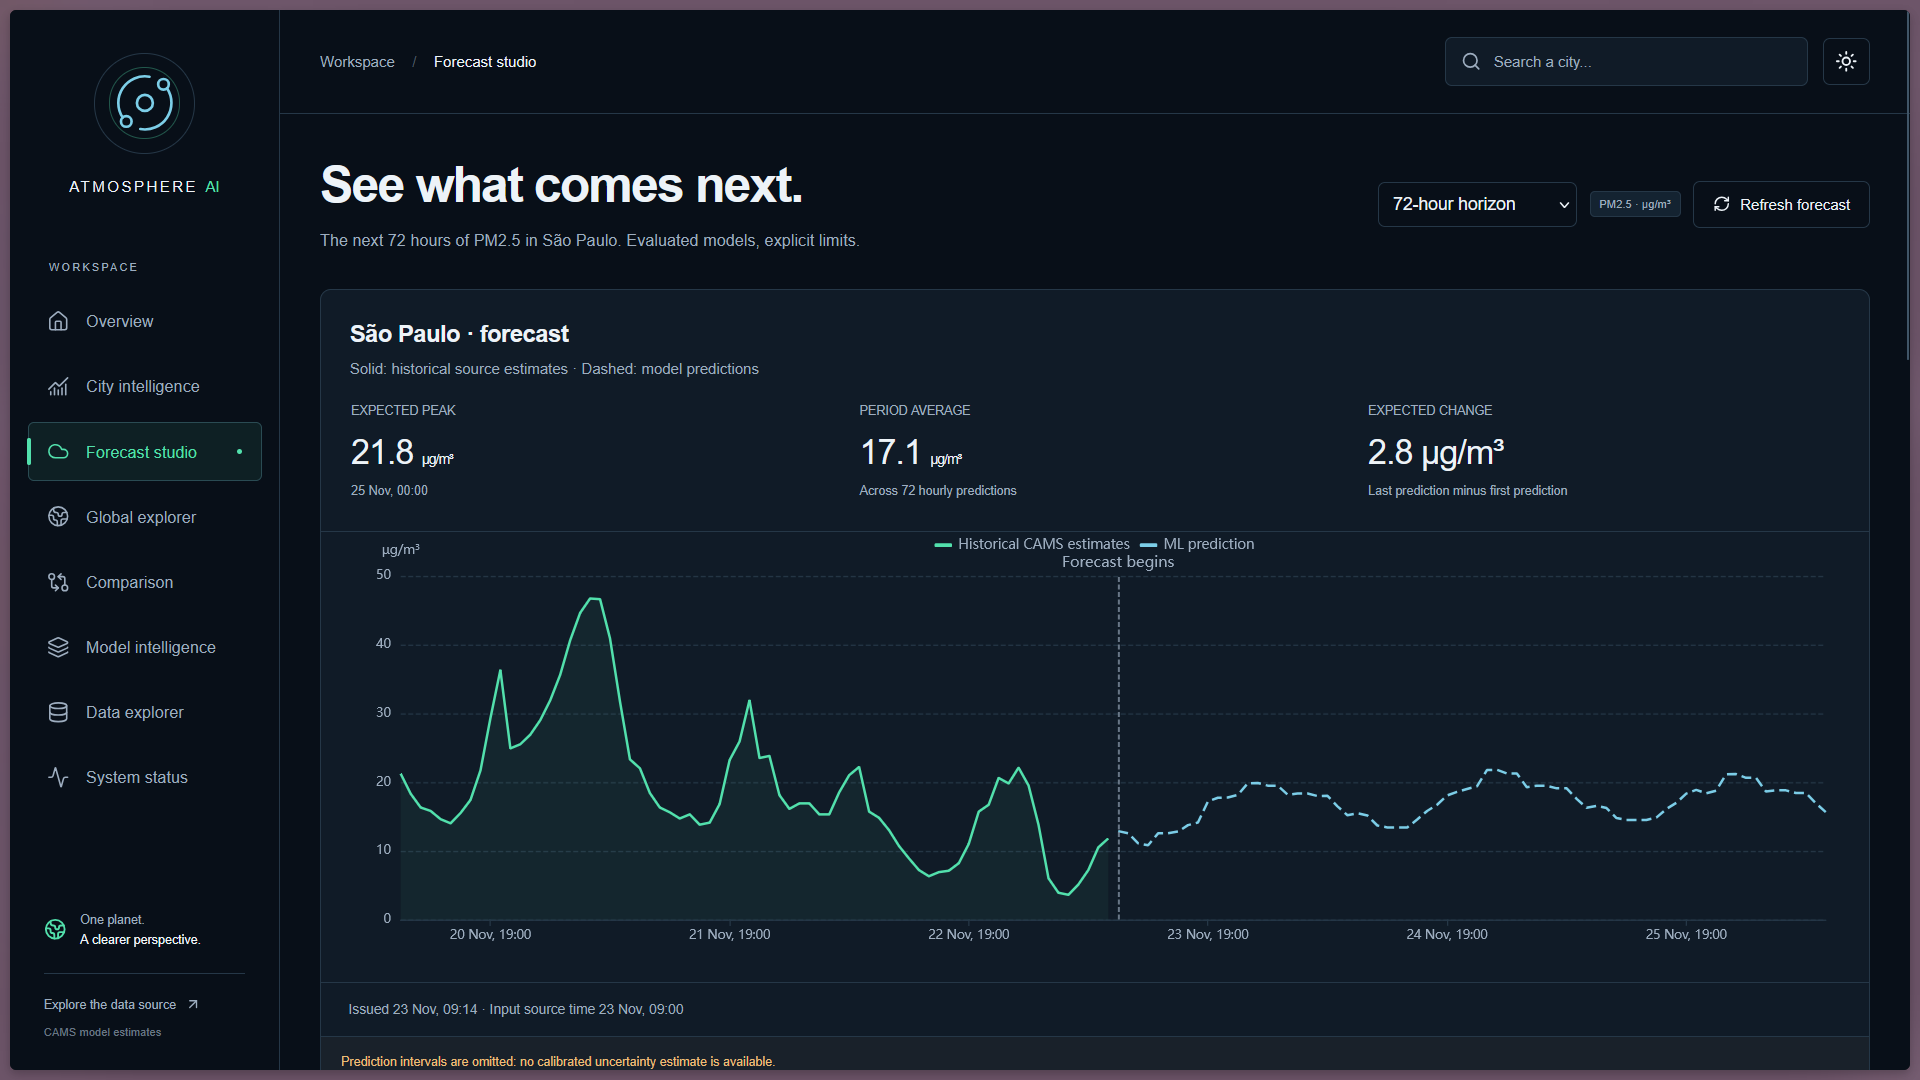 ATMOSPHERE AI
WORKSPACE
Overview
City intelligence
Forecast studio
Global explorer
Comparison
Model intelligence
Data explorer
System status
One planet.
A clearer perspective.
Explore the data source
CAMS model estimates
Workspace / Forecast studio
Search a city...
See what comes next.
The next 72 hours of PM2.5 in São Paulo. Evaluated models, explicit limits.
72-hour horizon
PM2.5 · µg/m³
Refresh forecast
São Paulo · forecast
Solid: historical source estimates · Dashed: model predictions
EXPECTED PEAK
21.8 µg/m³
25 Nov, 00:00
PERIOD AVERAGE
17.1 µg/m³
Across 72 hourly predictions
EXPECTED CHANGE
2.8 µg/m³
Last prediction minus first prediction
Historical CAMS estimates ML prediction
µg/m³
Forecast begins
50
40
30
20
10
0
20 Nov, 19:00 21 Nov, 19:00 22 Nov, 19:00 23 Nov, 19:00 24 Nov, 19:00 25 Nov, 19:00
Issued 23 Nov, 09:14 · Input source time 23 Nov, 09:00
Prediction intervals are omitted: no calibrated uncertainty estimate is available.